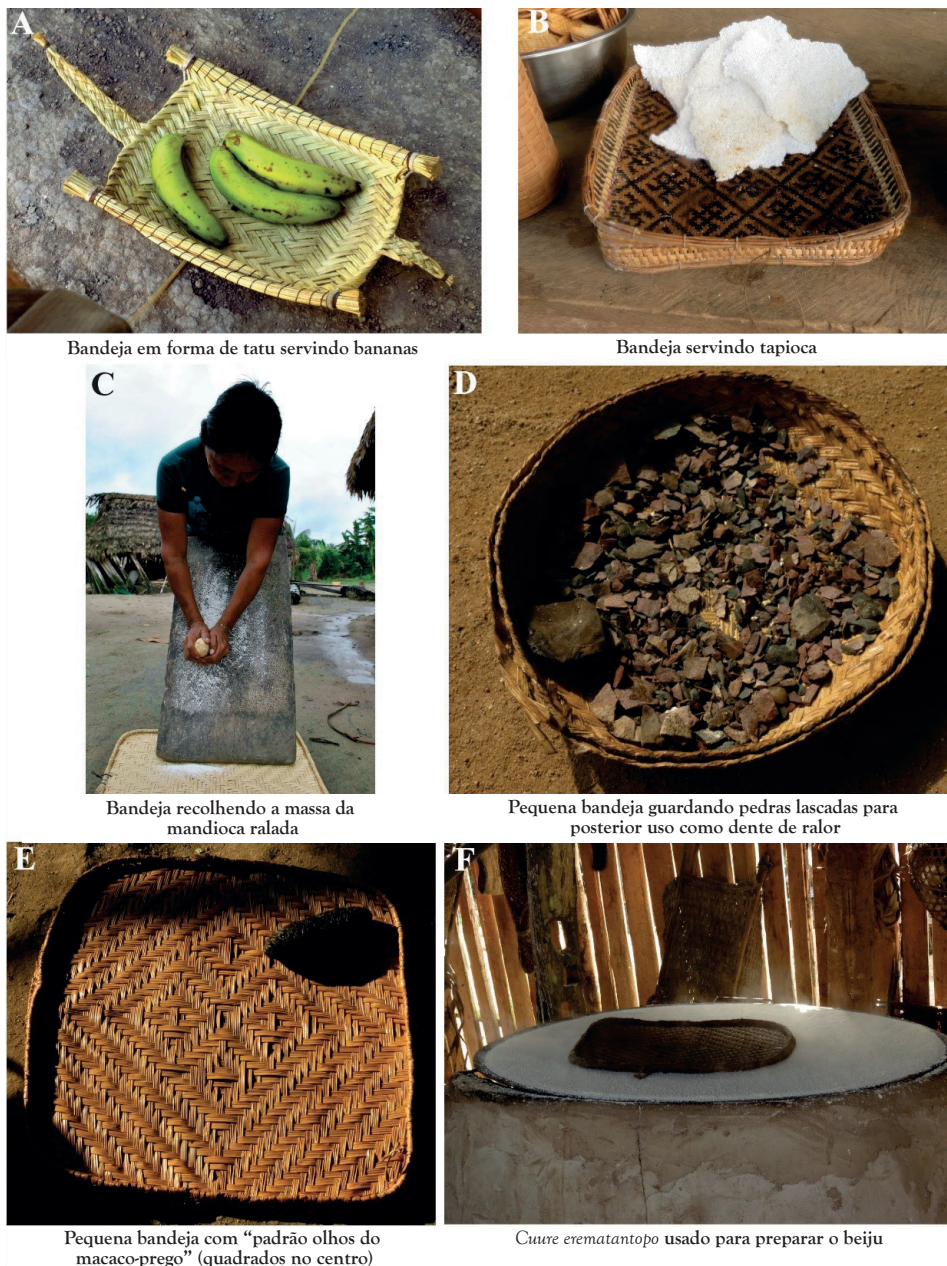 A
B
Bandeja em forma de tatu servindo bananas
Bandeja servindo tapioca
C
D
Bandeja recolhendo a massa da
mandioca ralada
Pequena bandeja guardando pedras lascadas para
posterior uso como dente de ralor
E
F
Pequena bandeja com “padrão olhos do
macaco-prego” (quadrados no centro)
Cuure erematantopo usado para preparar o beiju